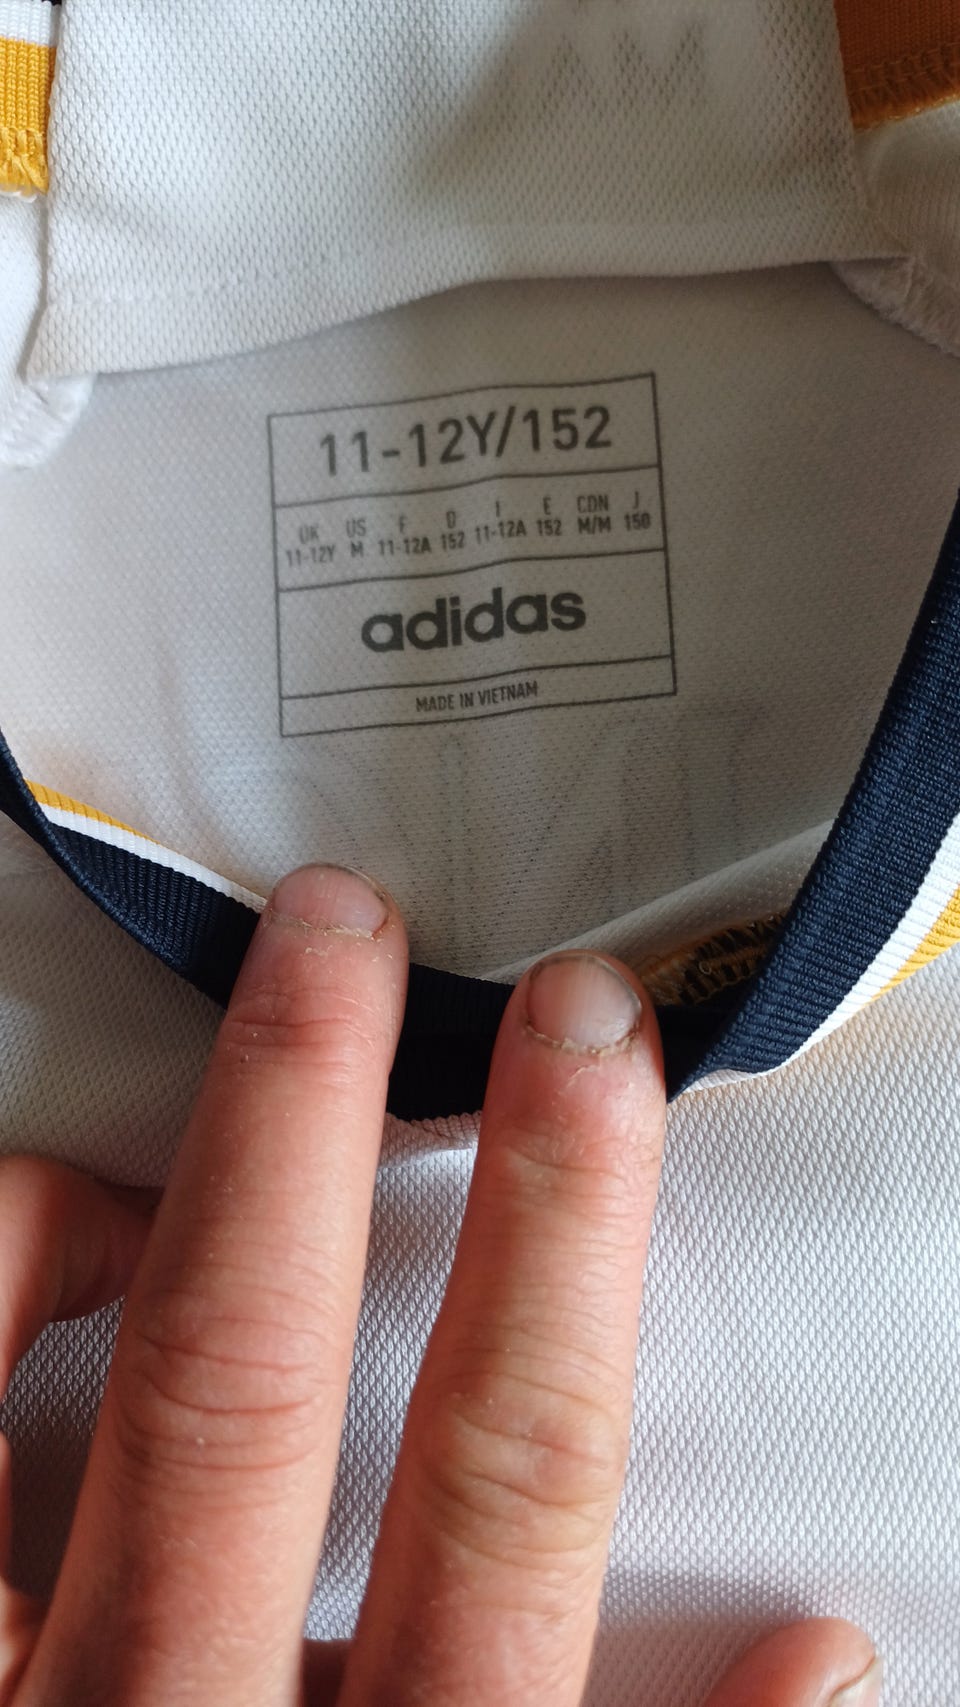 11-12Y/152
UK US F D I E CDN J
11-12Y M 11-12A 152 11-12A 152 M/M 150
adidas
MADE IN VIETNAM